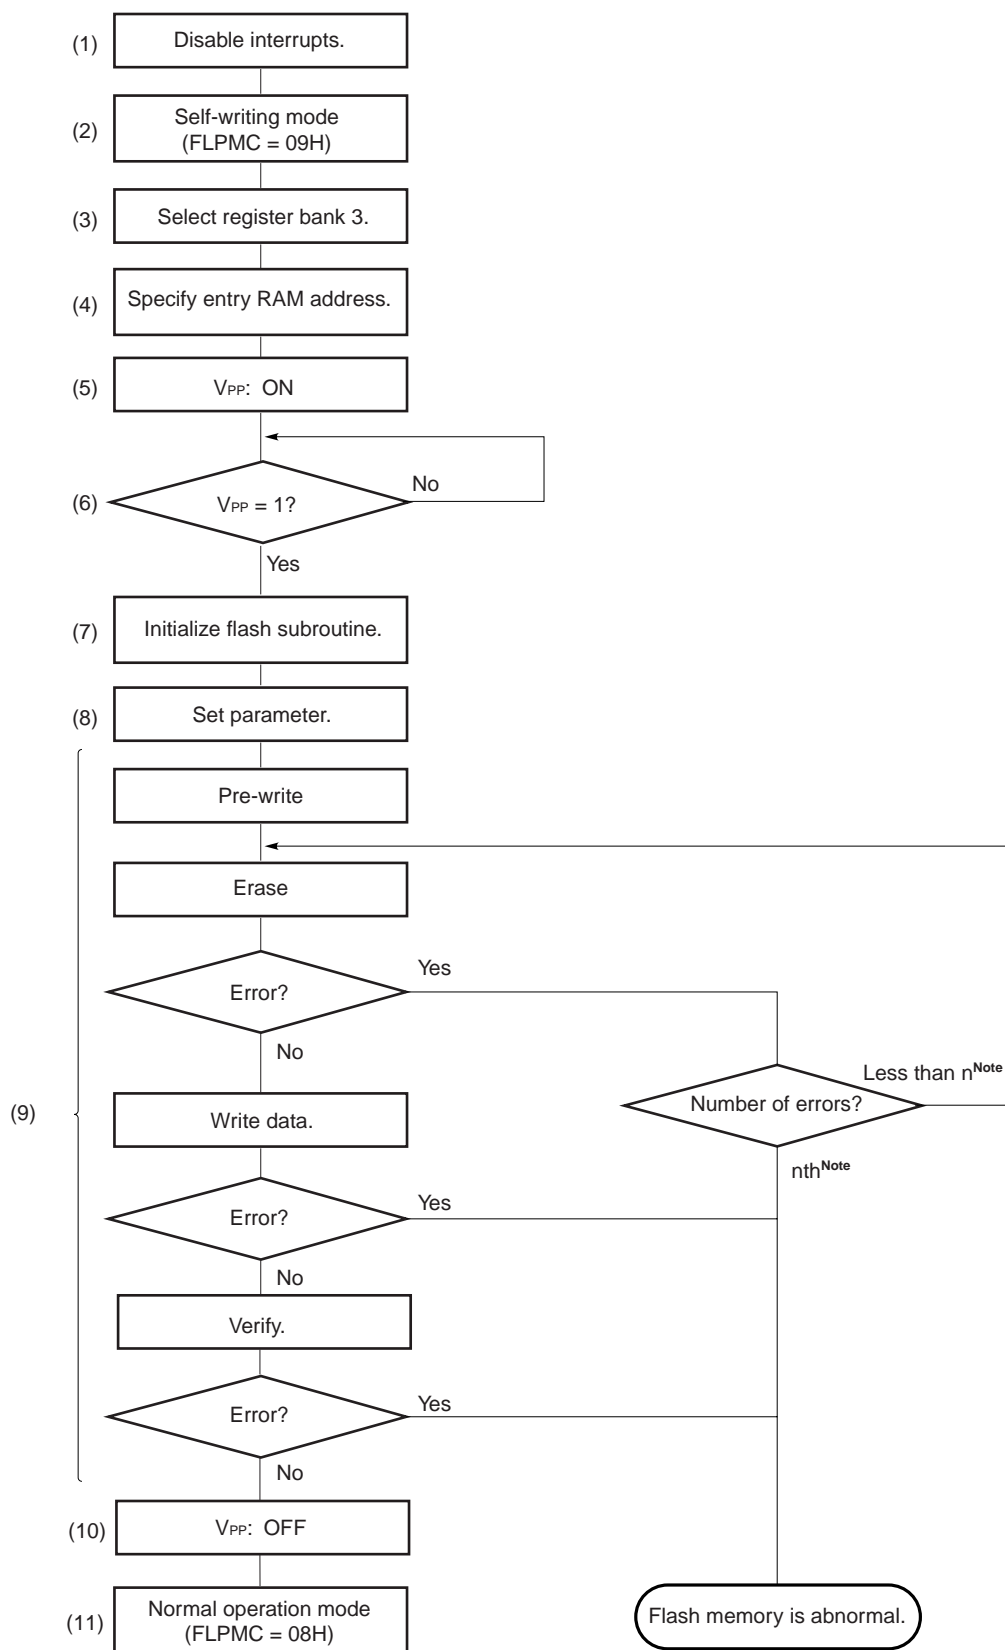 (1) Disable interrupts.
(2) Self-writing mode
(FLPMC = 09H)
(3) Select register bank 3.
(4) Specify entry RAM address.
(5) VPP: ON
(6) VPP = 1?
No
Yes
(7) Initialize flash subroutine.
(8) Set parameter.
(9)
Pre-write
Erase
Error?
Yes
No
Number of errors?
Less than nNote
nthNote
Write data.
Error?
Yes
No
Verify.
Error?
Yes
No
(10) VPP: OFF
(11) Normal operation mode
(FLPMC = 08H)
Flash memory is abnormal.